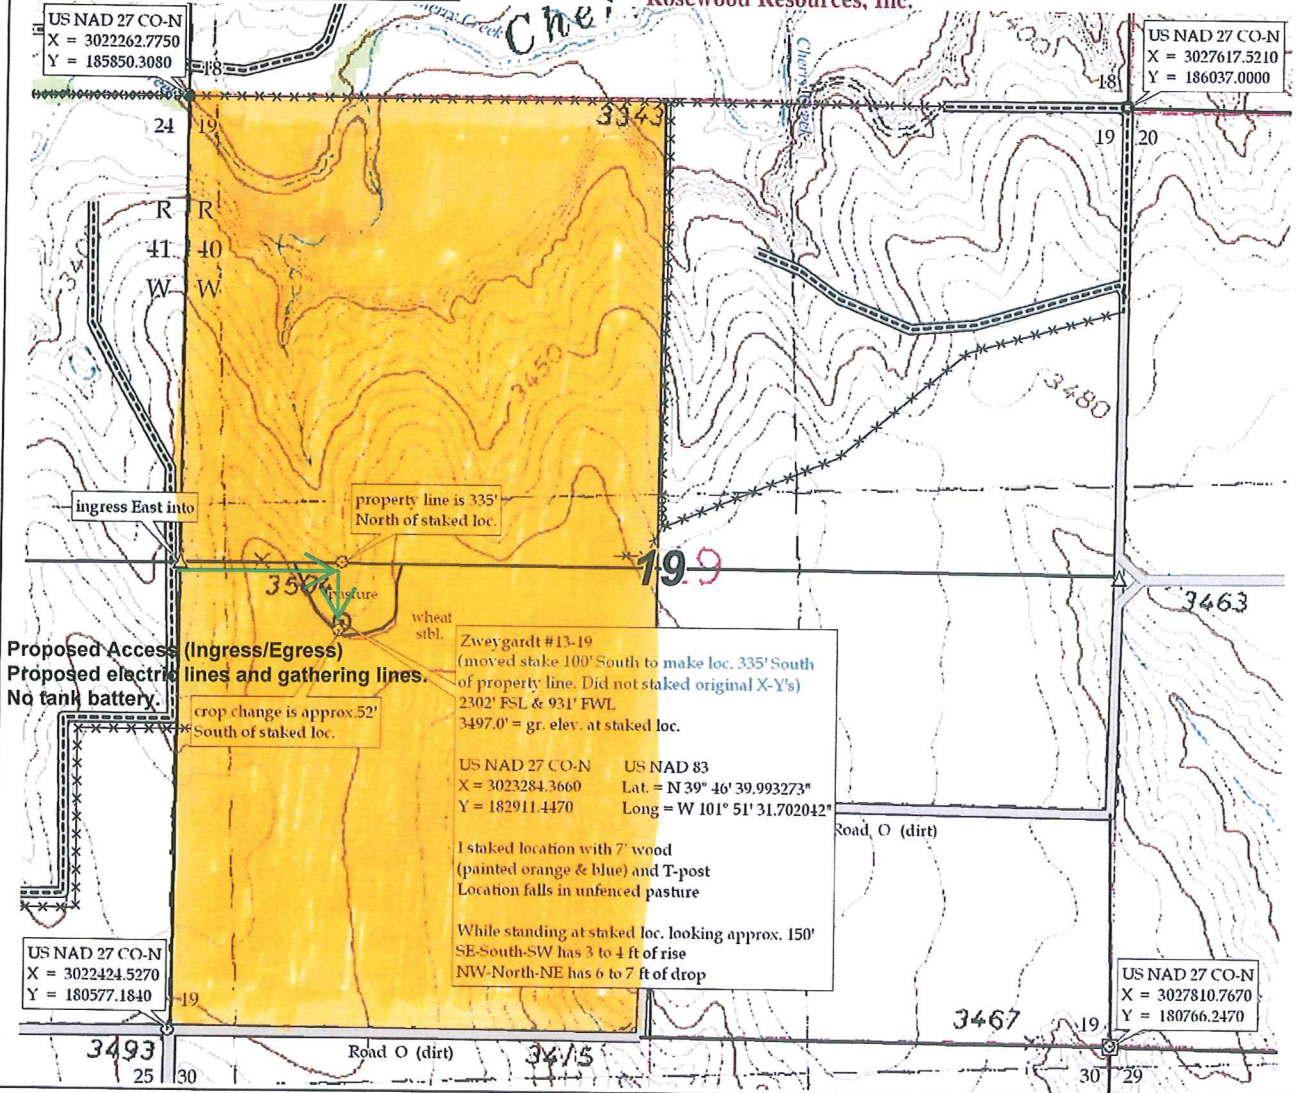 Rosewood Resources, Inc.
US NAD 27 CO-N
X = 3022262.7750
Y = 185850.3080
Cherry Creek
Che
US NAD 27 CO-N
X = 3027617.5210
Y = 186037.0000
18
18
Cherry Creek
24 19
3343
19 20
R R
41 40
W W
3450
3480
ingress East into
property line is 335'
North of staked loc.
19
9
3504
pasture
3463
wheat
stbl.
Proposed Access (Ingress/Egress)
Proposed electric lines and gathering lines.
No tank battery.
crop change is approx.52'
South of staked loc.
Zweygardt #13-19
(moved stake 100' South to make loc. 335' South
of property line. Did not staked original X-Y's)
2302' FSL & 931' FWL
3497.0' = gr. elev. at staked loc.
US NAD 27 CO-N US NAD 83
X = 3023284.3660 Lat. = N 39° 46' 39.993273"
Y = 182911.4470 Long = W 101° 51' 31.702042"
I staked location with 7' wood
(painted orange & blue) and T-post
Location falls in unfenced pasture
While standing at staked loc. looking approx. 150'
SE-South-SW has 3 to 4 ft of rise
NW-North-NE has 6 to 7 ft of drop
Road O (dirt)
US NAD 27 CO-N
X = 3022424.5270
Y = 180577.1840
19
US NAD 27 CO-N
X = 3027810.7670
Y = 180766.2470
3467
19
3493
Road O (dirt)
25 30
30 29